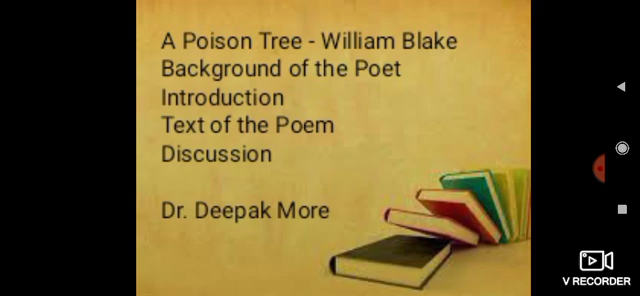 A Poison Tree - William Blake
Background of the Poet
Introduction
Text of the Poem
Discussion
Dr. Deepak More
V RECORDER